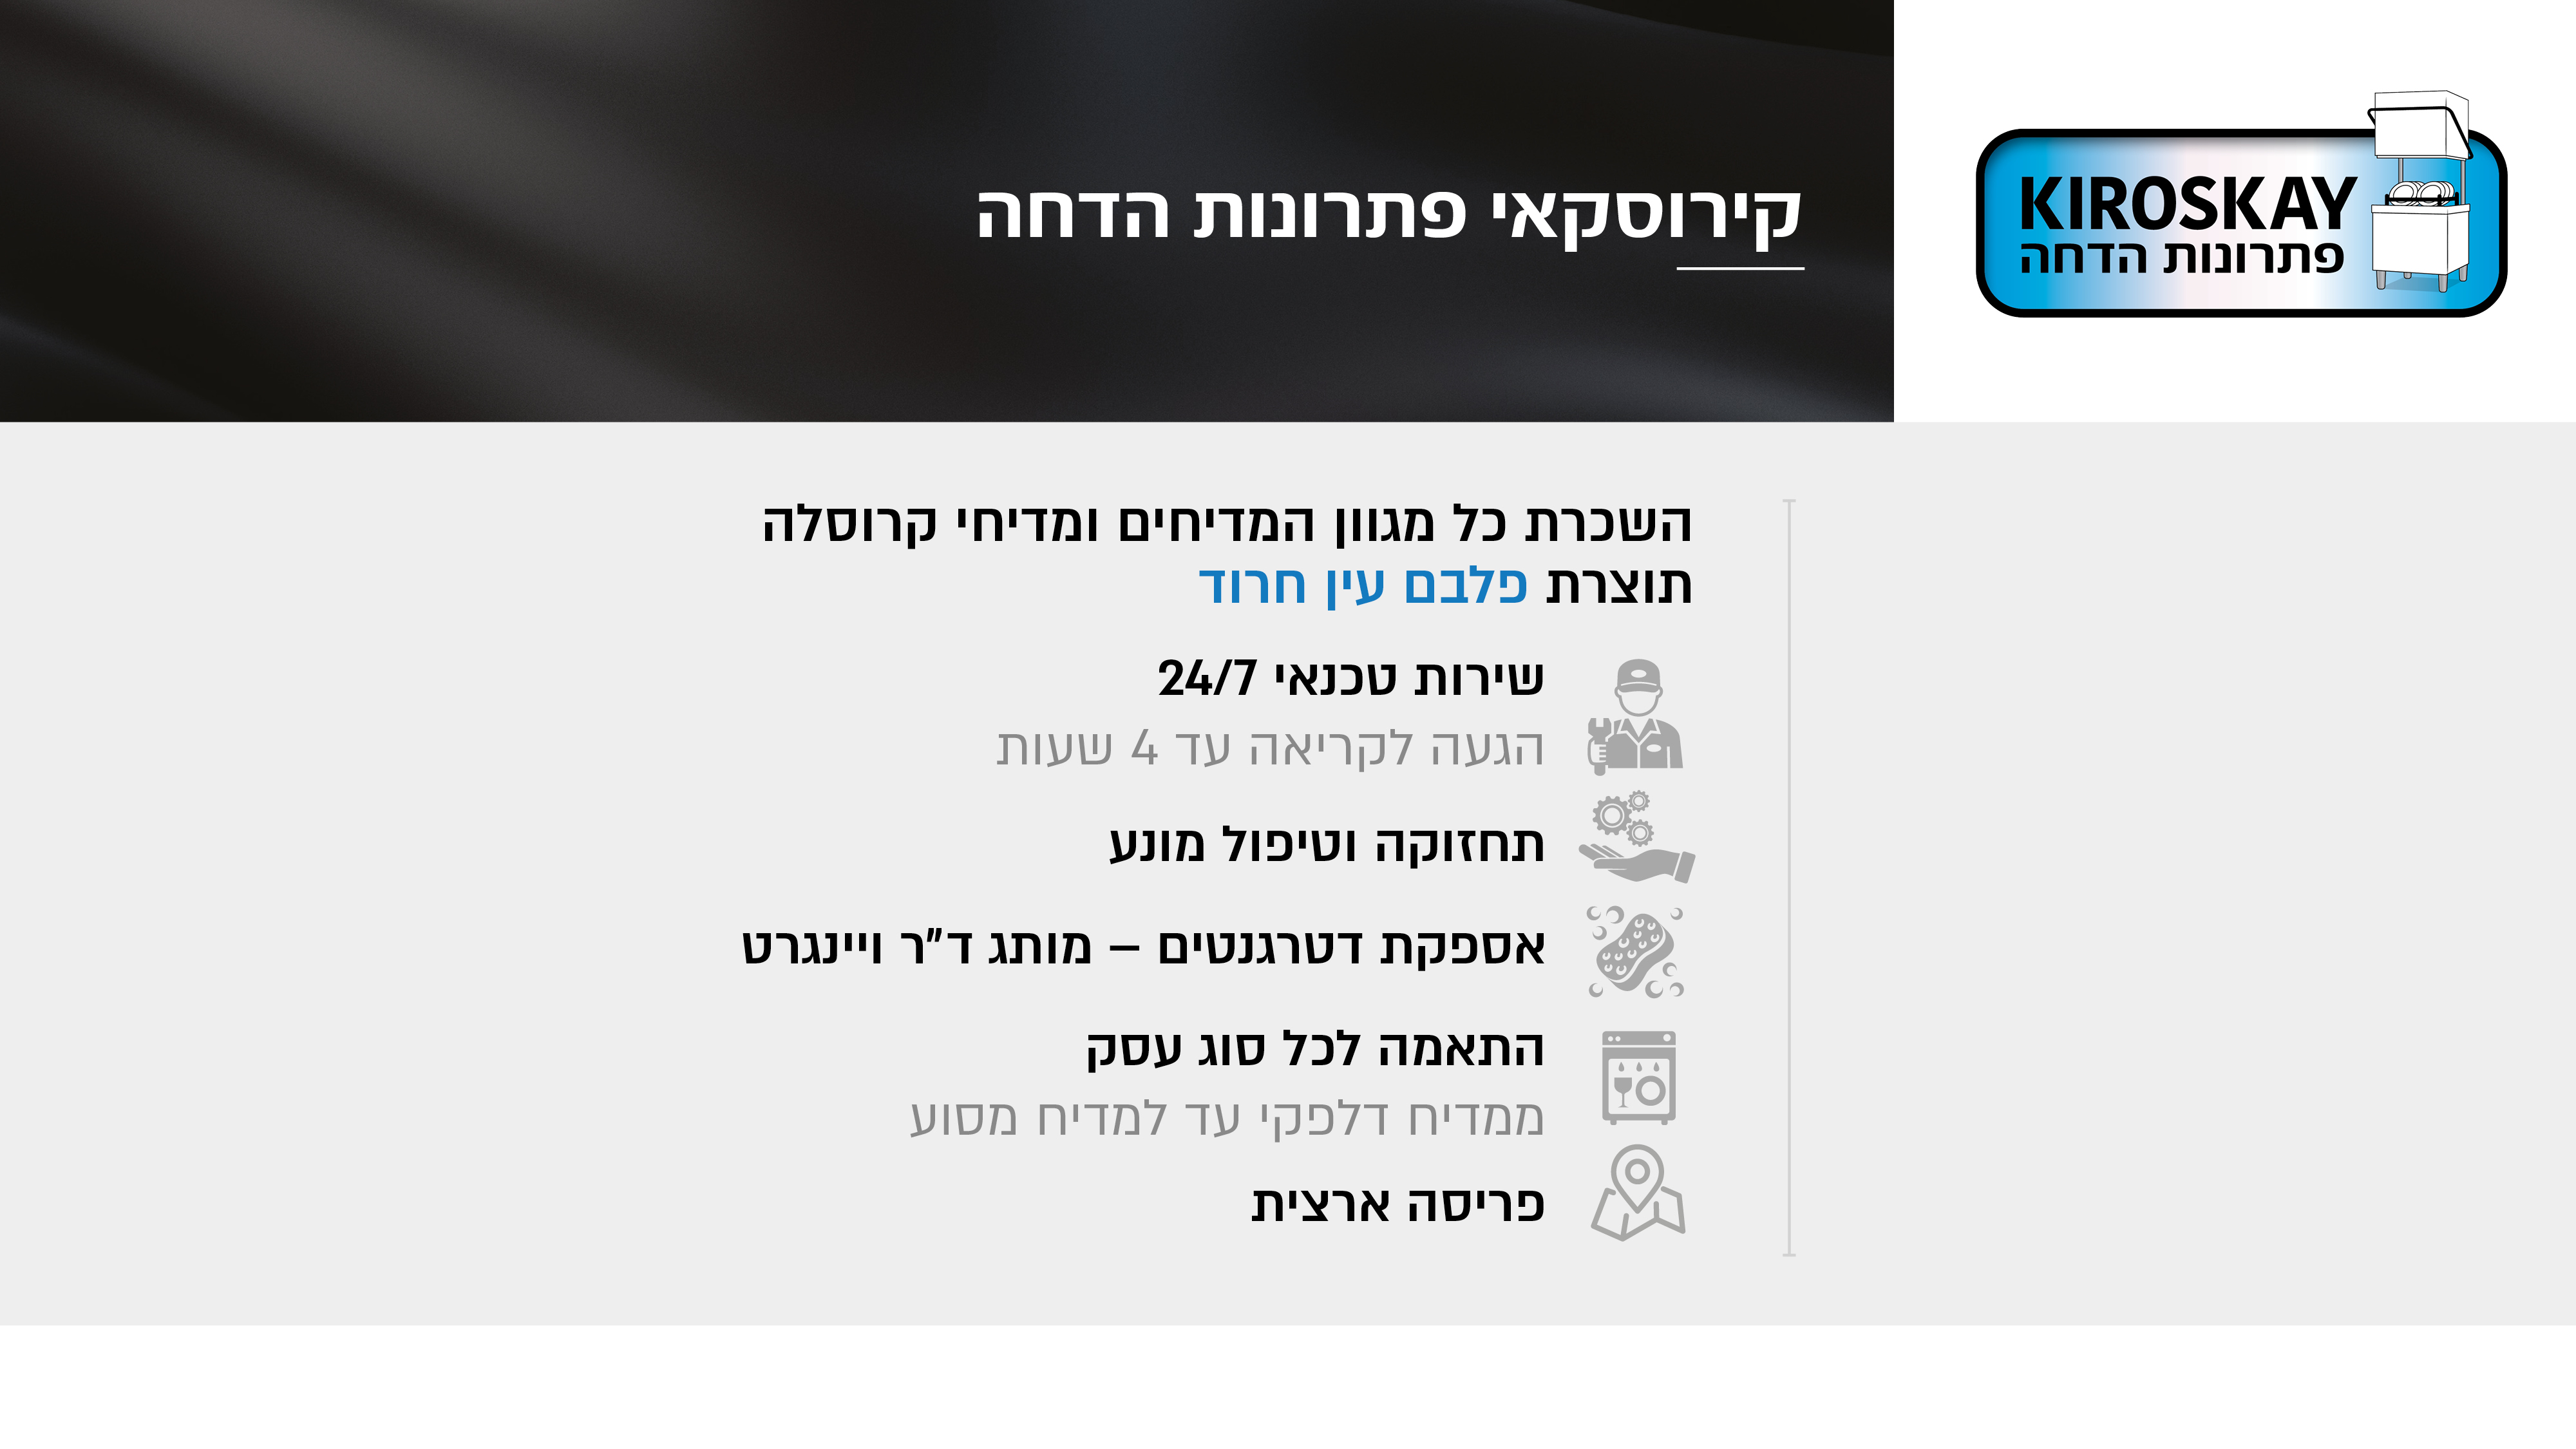 קירוסקאי פתרונות הדחה
KIROSKAY
פתרונות הדחה
השכרת כל מגוון המדיחים ומדיחי קרוסלה
תוצרת פלבם עין חרוד
שירות טכנאי 24/7
הגעה לקריאה עד 4 שעות
תחזוקה וטיפול מונע
אספקת דטרגנטים – מותג ד"ר ויינגרט
התאמה לכל סוג עסק
ממדיח דלפקי עד למדיח מסוע
פריסה ארצית